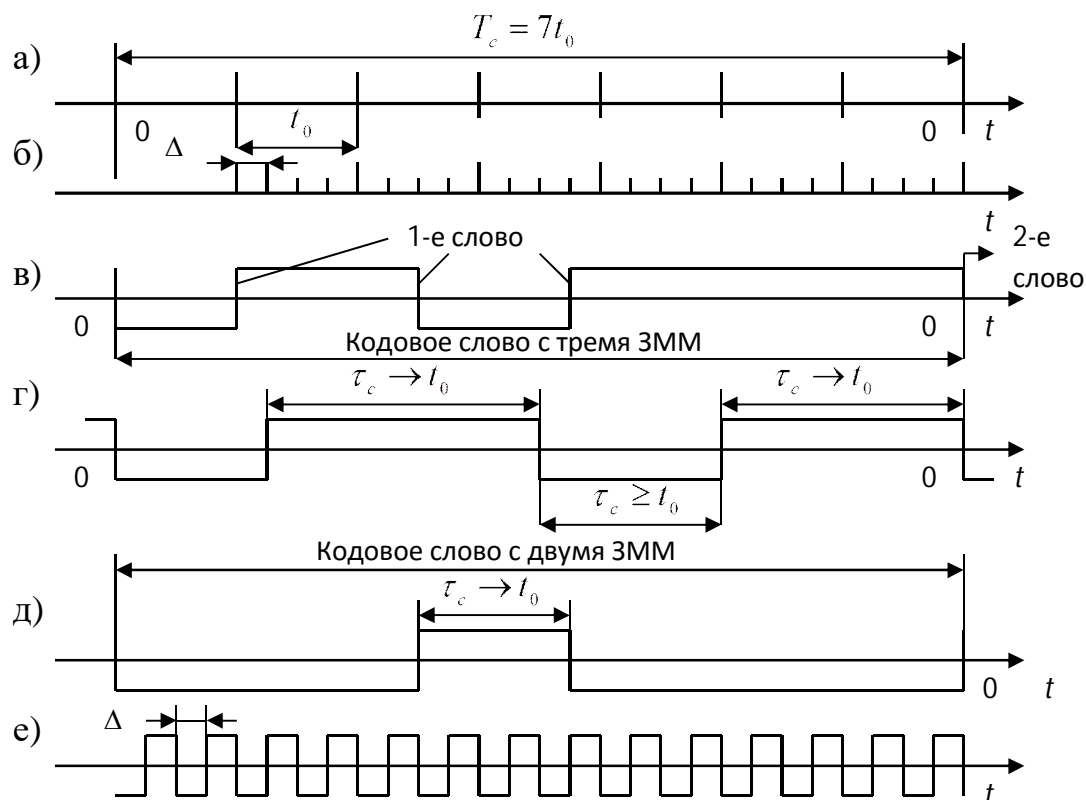 T_c = 7t_0
а)
0 0 t
t_0
Δ
б)
t
1-е слово
2-е
слово
в)
0 0 t
Кодовое слово с тремя ЗММ
τ_c → t_0 τ_c → t_0
г)
0 0 t
τ_c ≥ t_0
Кодовое слово с двумя ЗММ
τ_c → t_0
д)
0 t
Δ
е)
t